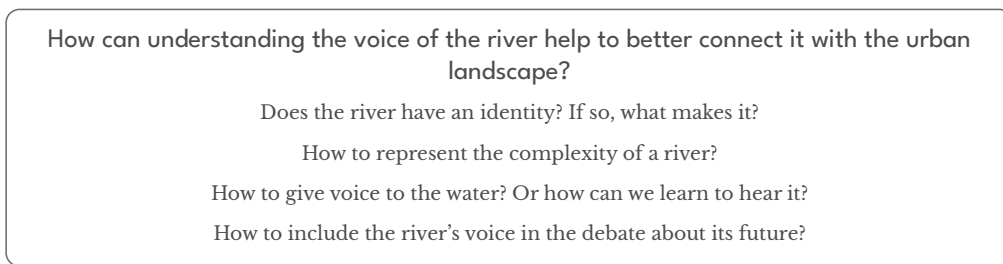 How can understanding the voice of the river help to better connect it with the urban
landscape?
Does the river have an identity? If so, what makes it?
How to represent the complexity of a river?
How to give voice to the water? Or how can we learn to hear it?
How to include the river’s voice in the debate about its future?